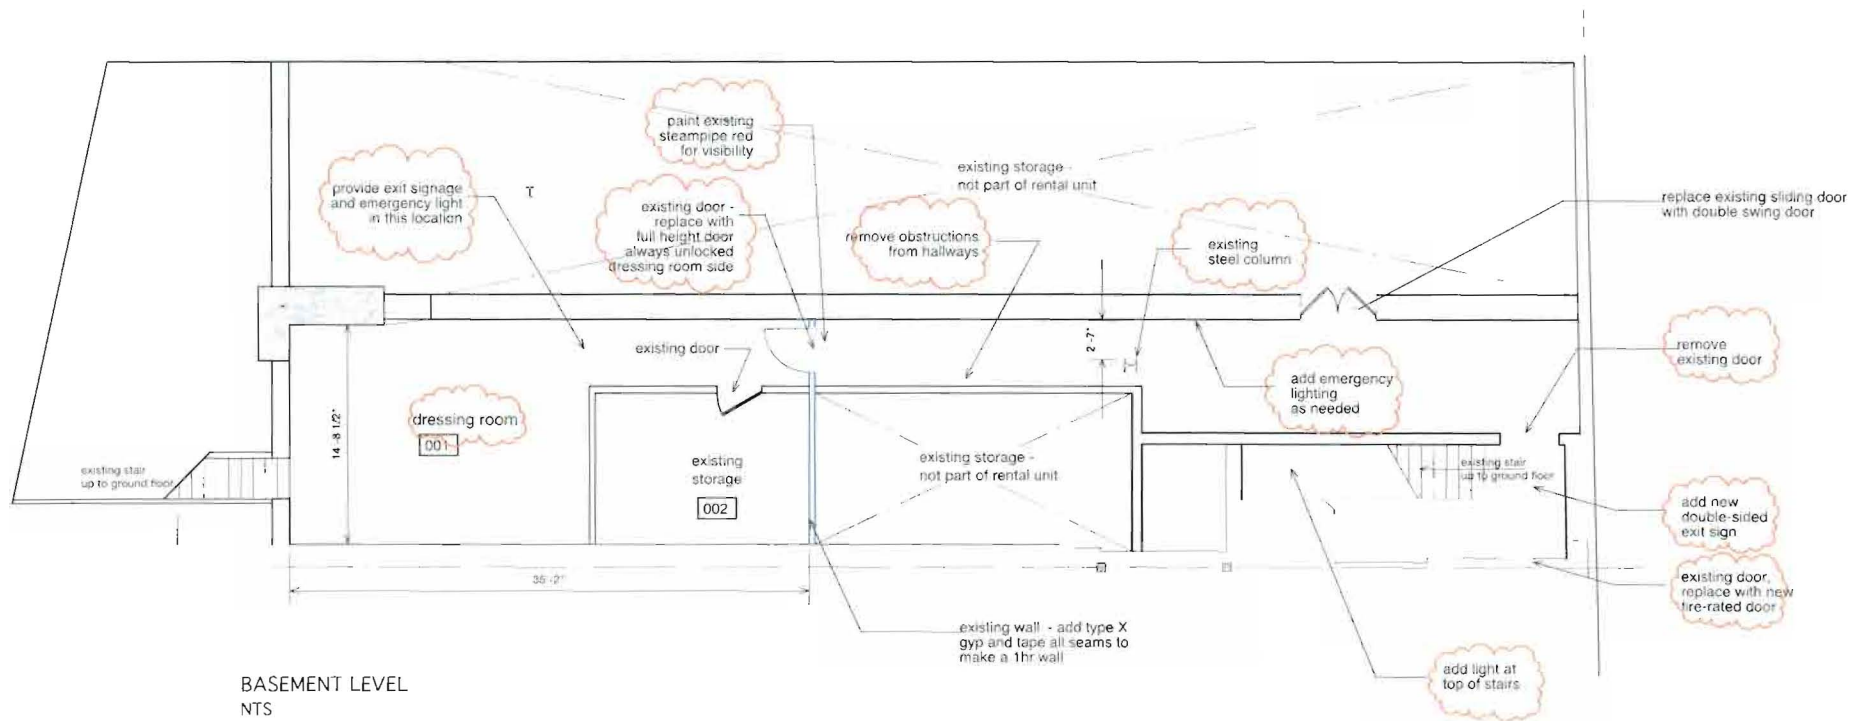 paint existing
steampipe red
for visibility
existing storage -
not part of rental unit
provide exit signage
and emergency light
in this location
existing door -
replace with
full height door
always unlocked
dressing room side
remove obstructions
from hallways
existing
steel column
replace existing sliding door
with double swing door
existing door
2'-7"
add emergency
lighting
as needed
remove
existing door
14'-8 1/2"
dressing room
001
existing stair
up to ground floor
existing
storage
002
existing storage -
not part of rental unit
existing stair
up to ground floor
add new
double-sided
exit sign
existing door,
replace with new
fire-rated door
35'-2"
existing wall - add type X
gyp and tape all seams to
make a 1hr wall
add light at
top of stairs
BASEMENT LEVEL
NTS